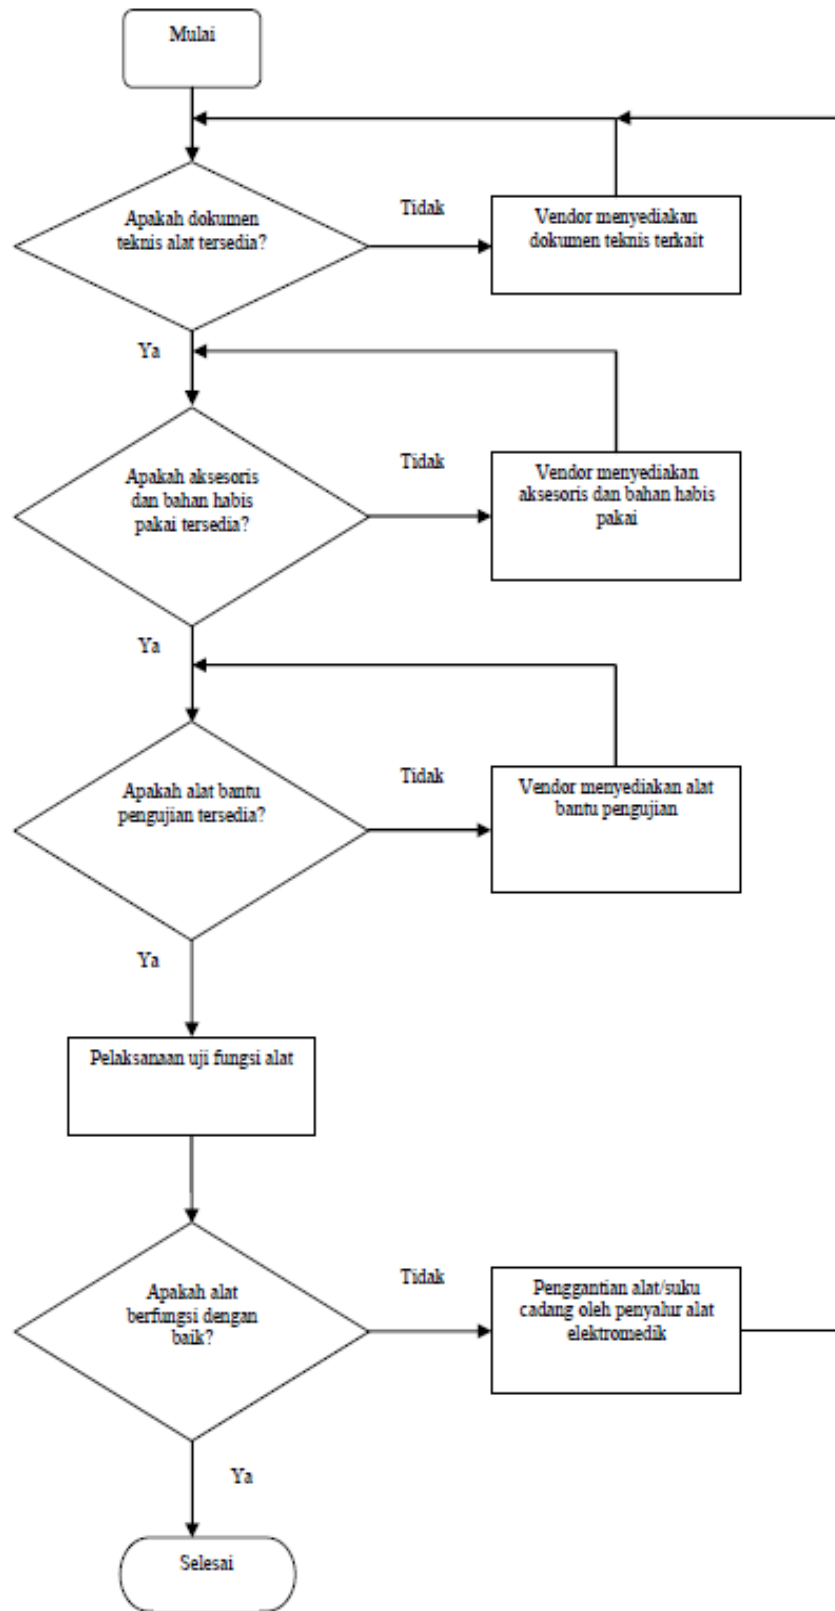 Mulai
Apakah dokumen
teknis alat tersedia?
Tidak
Vendor menyediakan
dokumen teknis terkait
Ya
Apakah aksesoris
dan bahan habis
pakai tersedia?
Tidak
Vendor menyediakan
aksesoris dan bahan habis
pakai
Ya
Apakah alat bantu
pengujian tersedia?
Tidak
Vendor menyediakan alat
bantu pengujian
Ya
Pelaksanaan uji fungsi alat
Apakah alat
berfungsi dengan
baik?
Tidak
Penggantian alat/suku
cadang oleh penyalur alat
elektromedik
Ya
Selesai